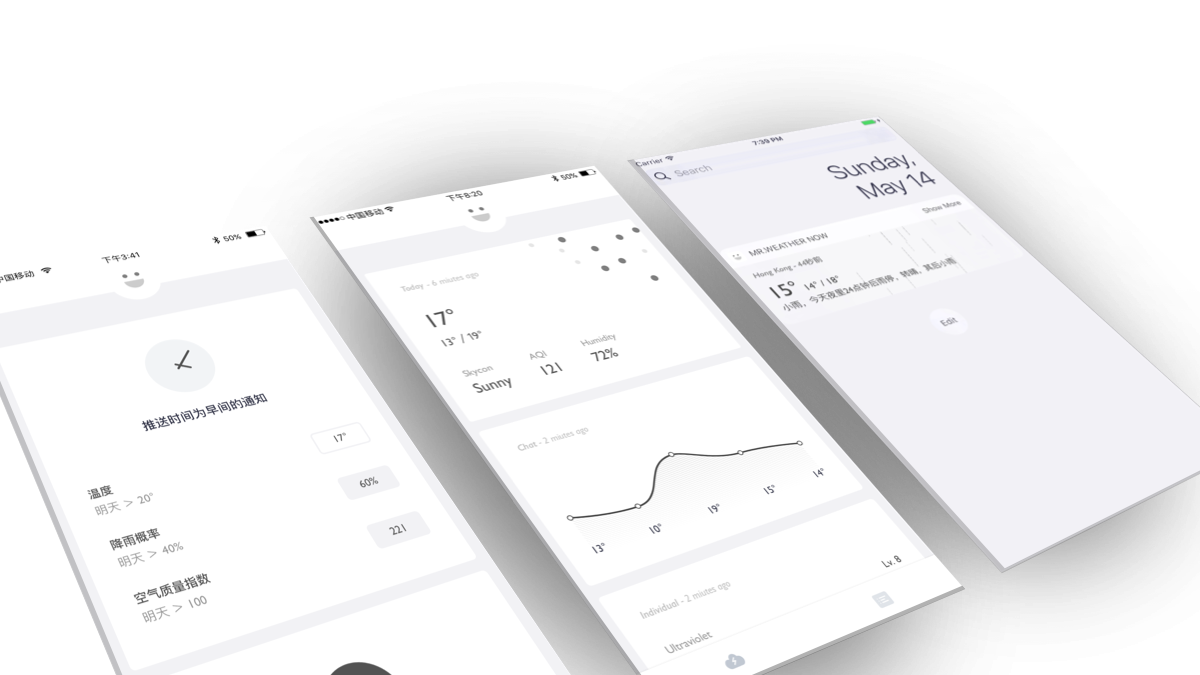 中国移动
下午3:41
50%
推送时间为早间的通知
温度
明天 > 20°
17°
降雨概率
明天 > 40%
60%
空气质量指数
明天 > 100
221
中国移动
下午8:20
50%
Today - 6 miutes ago
17°
13° / 19°
Skycon
Sunny
AQI
121
Humidity
72%
Chat - 2 miutes ago
13°
10°
19°
15°
14°
Individual - 2 miutes ago
Lv. 8
Ultraviolet
Carrier
7:39 PM
Search
Sunday,
May 14
MR.WEATHER NOW
Show More
Hong Kong - 44秒前
15°
14° / 18°
小雨，今天夜里24点钟后雨停，转晴，其后小雨
Edit